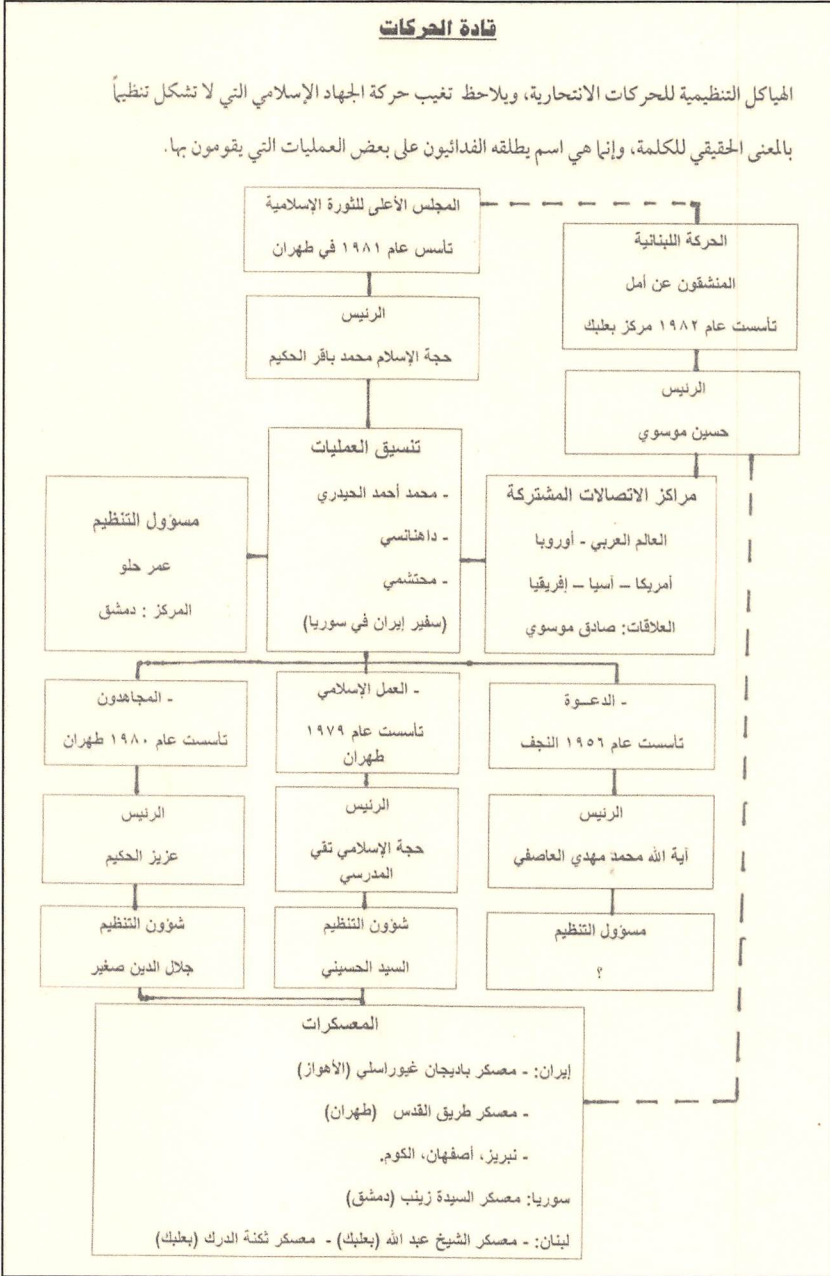 قادة الحركات
الهياكل التنظيمية للحركات الانتحارية، ويلاحظ تغيب حركة الجهاد الإسلامي التي لا تشكل تنظيماً
بالمعنى الحقيقي للكلمة، وإنما هي اسم يطلقه الفدائيون على بعض العمليات التي يقومون بها.
المجلس الأعلى للثورة الإسلامية
تأسس عام ١٩٨١ في طهران
الحركة اللبنانية
المنشقون عن أمل
تأسست عام ١٩٨٢ مركز بعلبك
الرئيس
حجة الإسلام محمد باقر الحكيم
الرئيس
حسين موسوي
تنسيق العمليات
- محمد أحمد الحيدري
- داهنانسي
- محتشمي
(سفير إيران في سوريا)
مراكز الاتصالات المشتركة
العالم العربي - أوروبا
أمريكا – أسيا – إفريقيا
العلاقات: صادق موسوي
مسؤول التنظيم
عمر حلو
المركز : دمشق
- الدعـــوة
تأسست عام ١٩٥٦ النجف
- العمل الإسلامي
تأسست عام ١٩٧٩
طهران
- المجاهدون
تأسست عام ١٩٨٠ طهران
الرئيس
أية الله محمد مهدي العاصفي
الرئيس
حجة الإسلامي تقي
المدرسي
الرئيس
عزيز الحكيم
مسؤول التنظيم
؟
شؤون التنظيم
السيد الحسيني
شؤون التنظيم
جلال الدين صغير
المعسكرات
إيران: - معسكر باديجان غيوراسلي (الأهواز)
- معسكر طريق القدس (طهران)
- نبريز، أصفهان، الكوم.
سوريا: معسكر السيدة زينب (دمشق)
لبنان: - معسكر الشيخ عبد الله (بعلبك) - معسكر ثكنة الدرك (بعلبك)